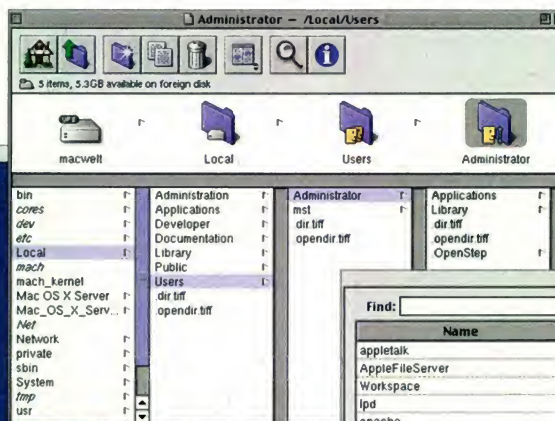 Administrator – /Local/Users
5 items, 5.3GB available on foreign disk
macwelt
Local
Users
Administrator
bin
cores
dev
etc
Local
mach
mach_kernel
Mac OS X Server
Mac_OS_X_Serv...
Net
Network
private
sbin
System
tmp
usr
Administration
Applications
Developer
Documentation
Library
Public
Users
.dir.tiff
.opendir.tiff
Administrator
mst
.dir.tiff
.opendir.tiff
Applications
Library
.dir.tiff
.opendir.tiff
OpenStep
Find:
Name
appletalk
AppleFileServer
Workspace
lpd
apache